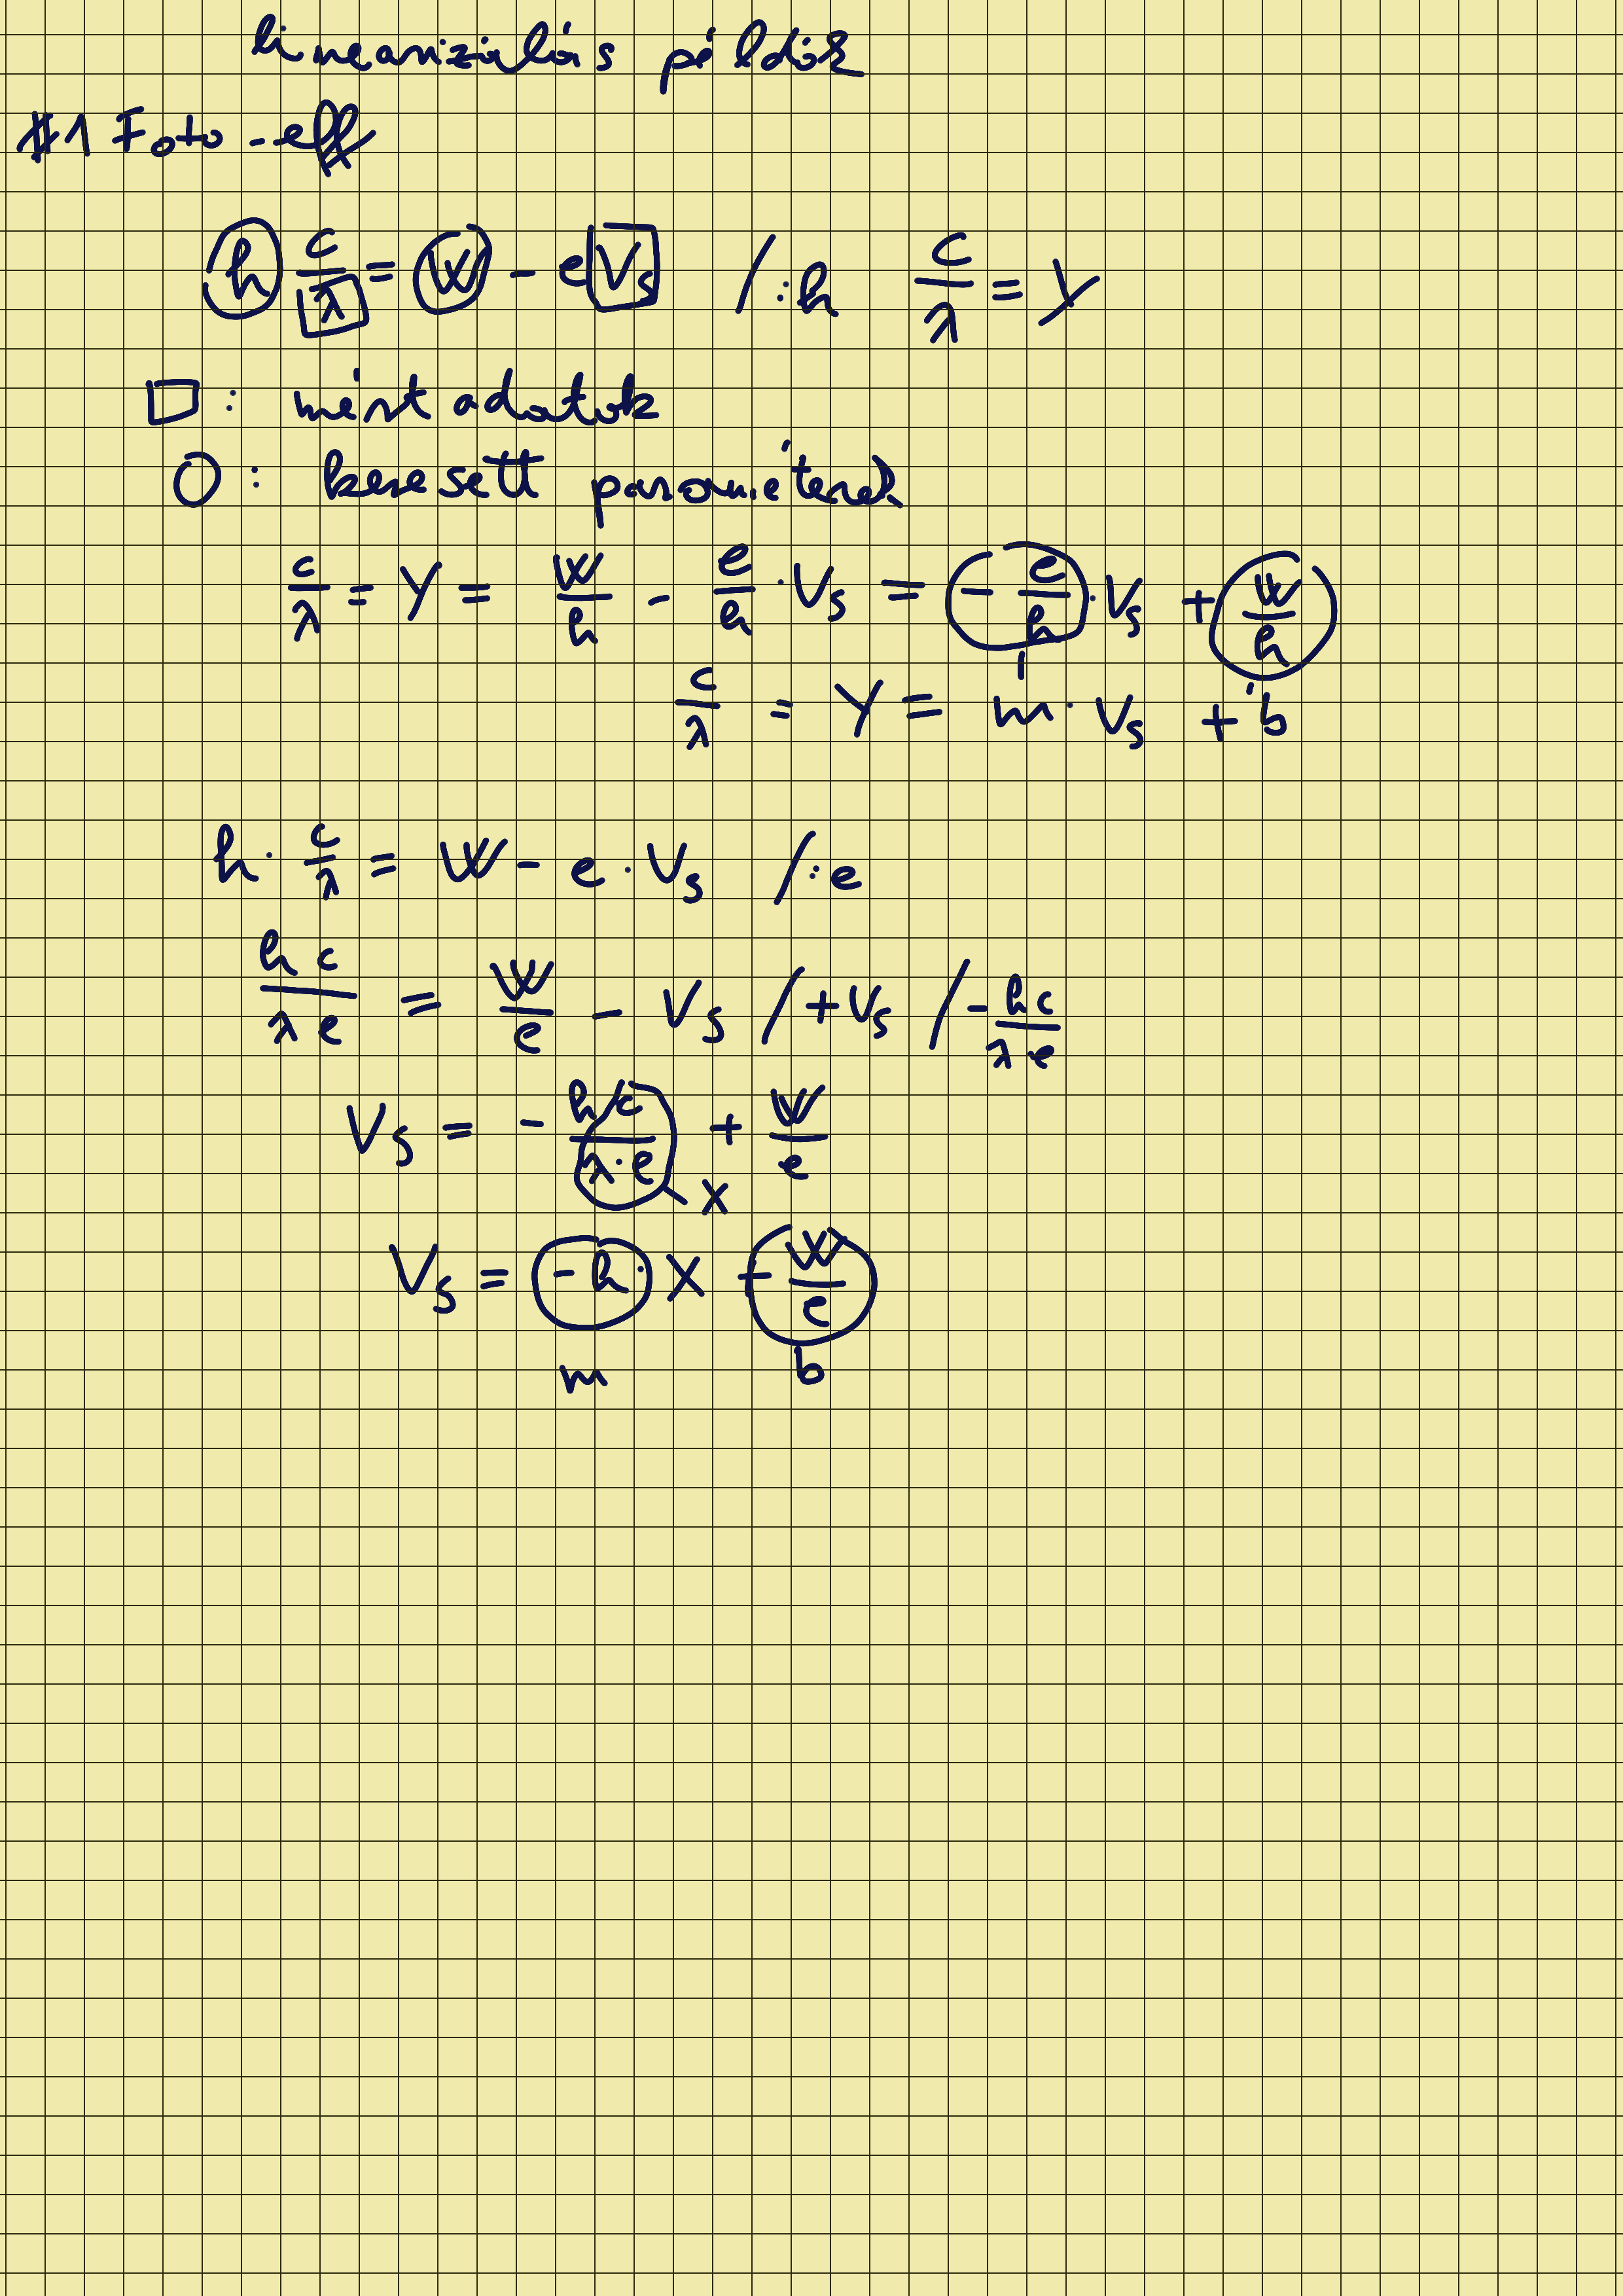 linearizálás példák
#1 Foto-eff
h c/λ = W - eVs /:h c/λ = Y
□: mért adatok
○: keresett paraméterek
c/λ = Y = W/h - e/h · Vs = - e/h · Vs + W/h
c/λ = Y = m · Vs + b
h · c/λ = W - e · Vs /:e
hc/λe = W/e - Vs /+Vs /- hc/λe
Vs = - hc/λ·e + W/e
X
Vs = -h · X + W/e
m b